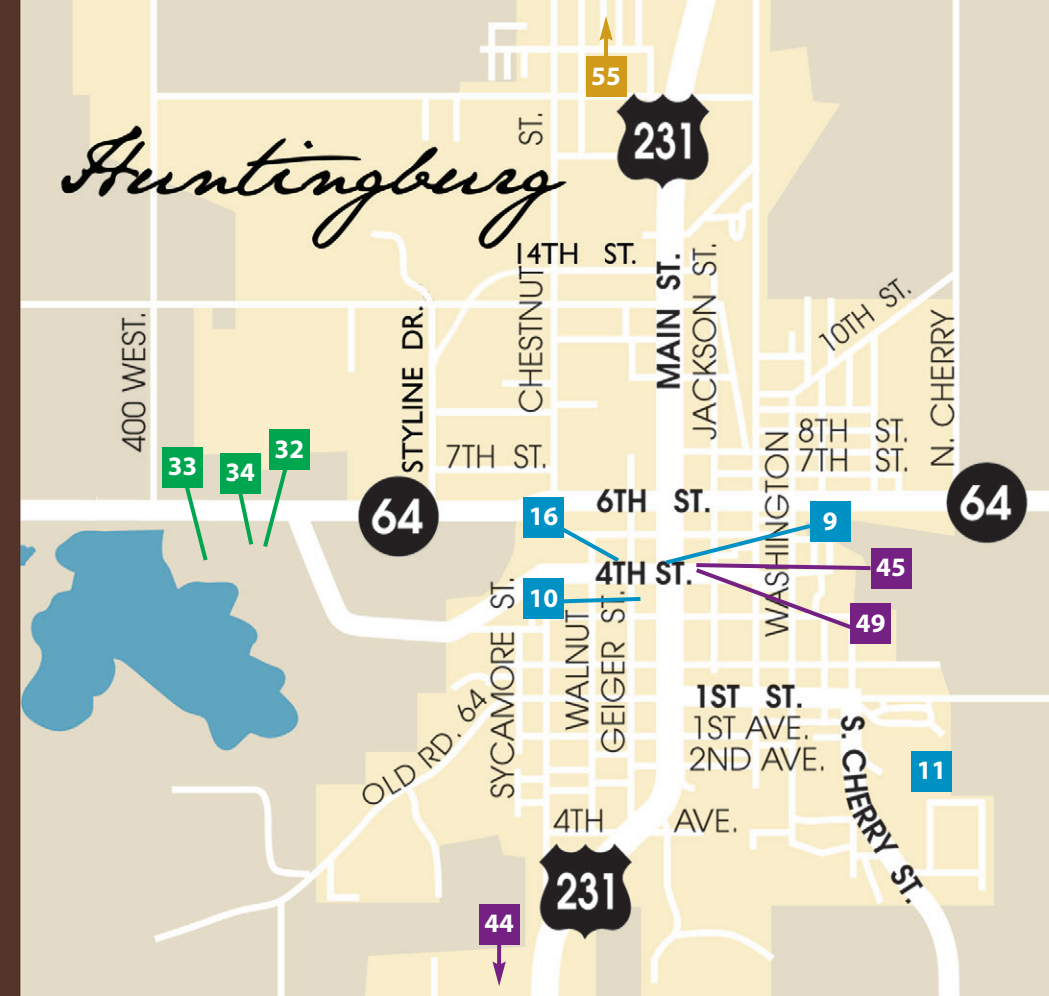 55
231
ST.
Huntingburg
14TH ST.
CHESTNUT
MAIN ST.
JACKSON ST.
10TH ST.
400 WEST.
STYLINE DR.
N. CHERRY
8TH ST.
7TH ST.
7TH ST.
WASHINGTON
33
34
32
64
6TH ST.
64
16
9
4TH ST.
45
10
49
SYCAMORE ST.
WALNUT
GEIGER ST.
OLD RD. 64
1ST ST.
1ST AVE.
2ND AVE.
S. CHERRY ST.
11
4TH AVE.
231
44